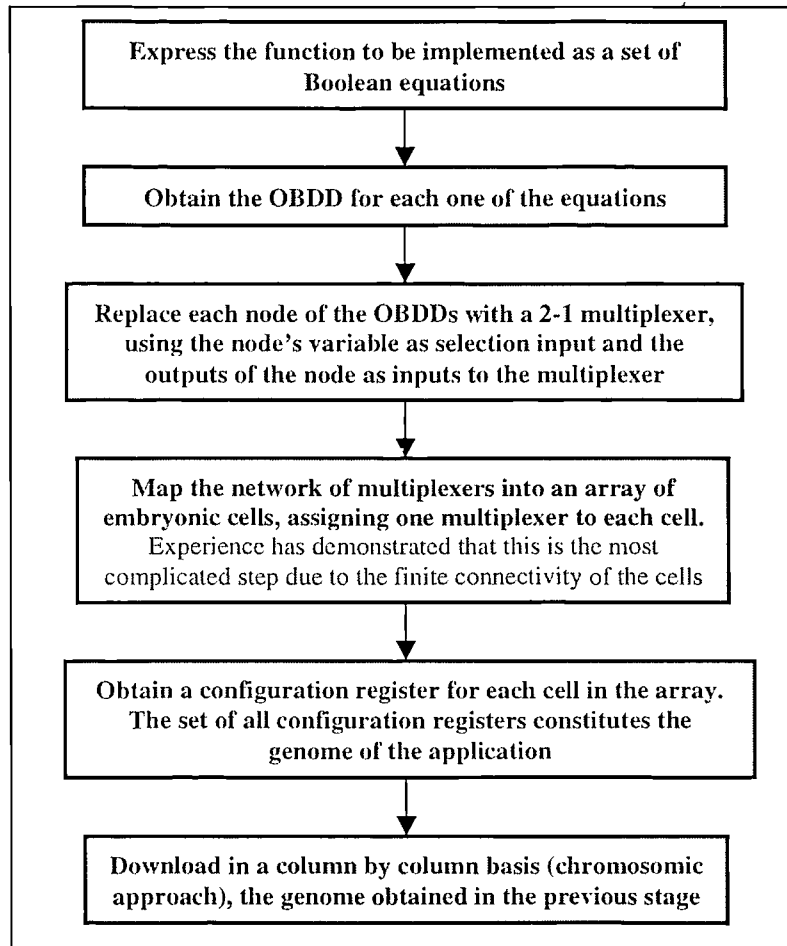 Express the function to be implemented as a set of
Boolean equations
Obtain the OBDD for each one of the equations
Replace each node of the OBDDs with a 2-1 multiplexer,
using the node's variable as selection input and the
outputs of the node as inputs to the multiplexer
Map the network of multiplexers into an array of
embryonic cells, assigning one multiplexer to each cell.
Experience has demonstrated that this is the most
complicated step due to the finite connectivity of the cells
Obtain a configuration register for each cell in the array.
The set of all configuration registers constitutes the
genome of the application
Download in a column by column basis (chromosomic
approach), the genome obtained in the previous stage